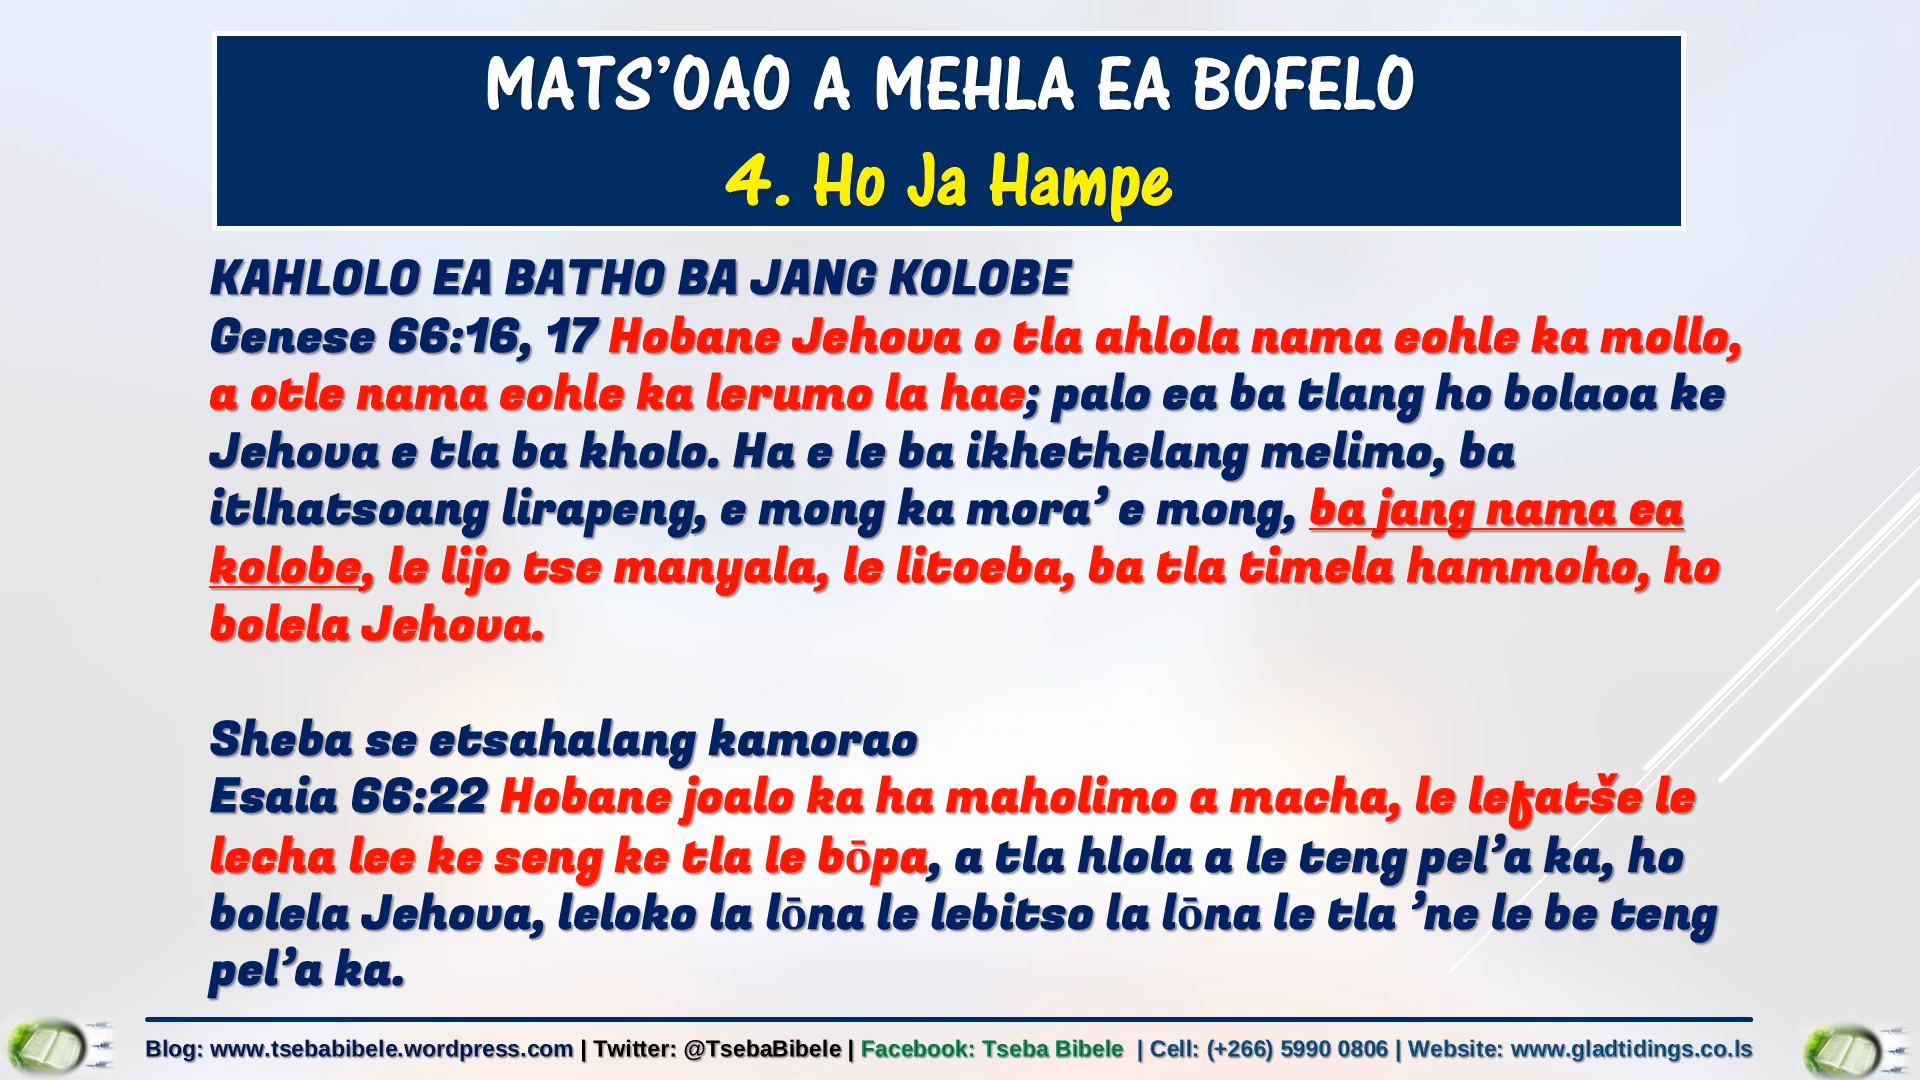 MATS’OAO A MEHLA EA BOFELO
4. Ho Ja Hampe
KAHLOLO EA BATHO BA JANG KOLOBE
Genese 66:16, 17 Hobane Jehova o tla ahlola nama eohle ka mollo,
a otle nama eohle ka lerumo la hae; palo ea ba tlang ho bolaoa ke
Jehova e tla ba kholo. Ha e le ba ikhethelang melimo, ba
itlhatsoang lirapeng, e mong ka mora’ e mong, ba jang nama ea
kolobe, le lijo tse manyala, le litoeba, ba tla timela hammoho, ho
bolela Jehova.
Sheba se etsahalang kamorao
Esaia 66:22 Hobane joalo ka ha maholimo a macha, le lefatše le
lecha lee ke seng ke tla le bōpa, a tla hlola a le teng pel’a ka, ho
bolela Jehova, leloko la lōna le lebitso la lōna le tla ’ne le be teng
pel’a ka.
Blog: www.tsebabibele.wordpress.com | Twitter: @TsebaBibele | Facebook: Tseba Bibele | Cell: (+266) 5990 0806 | Website: www.gladtidings.co.ls